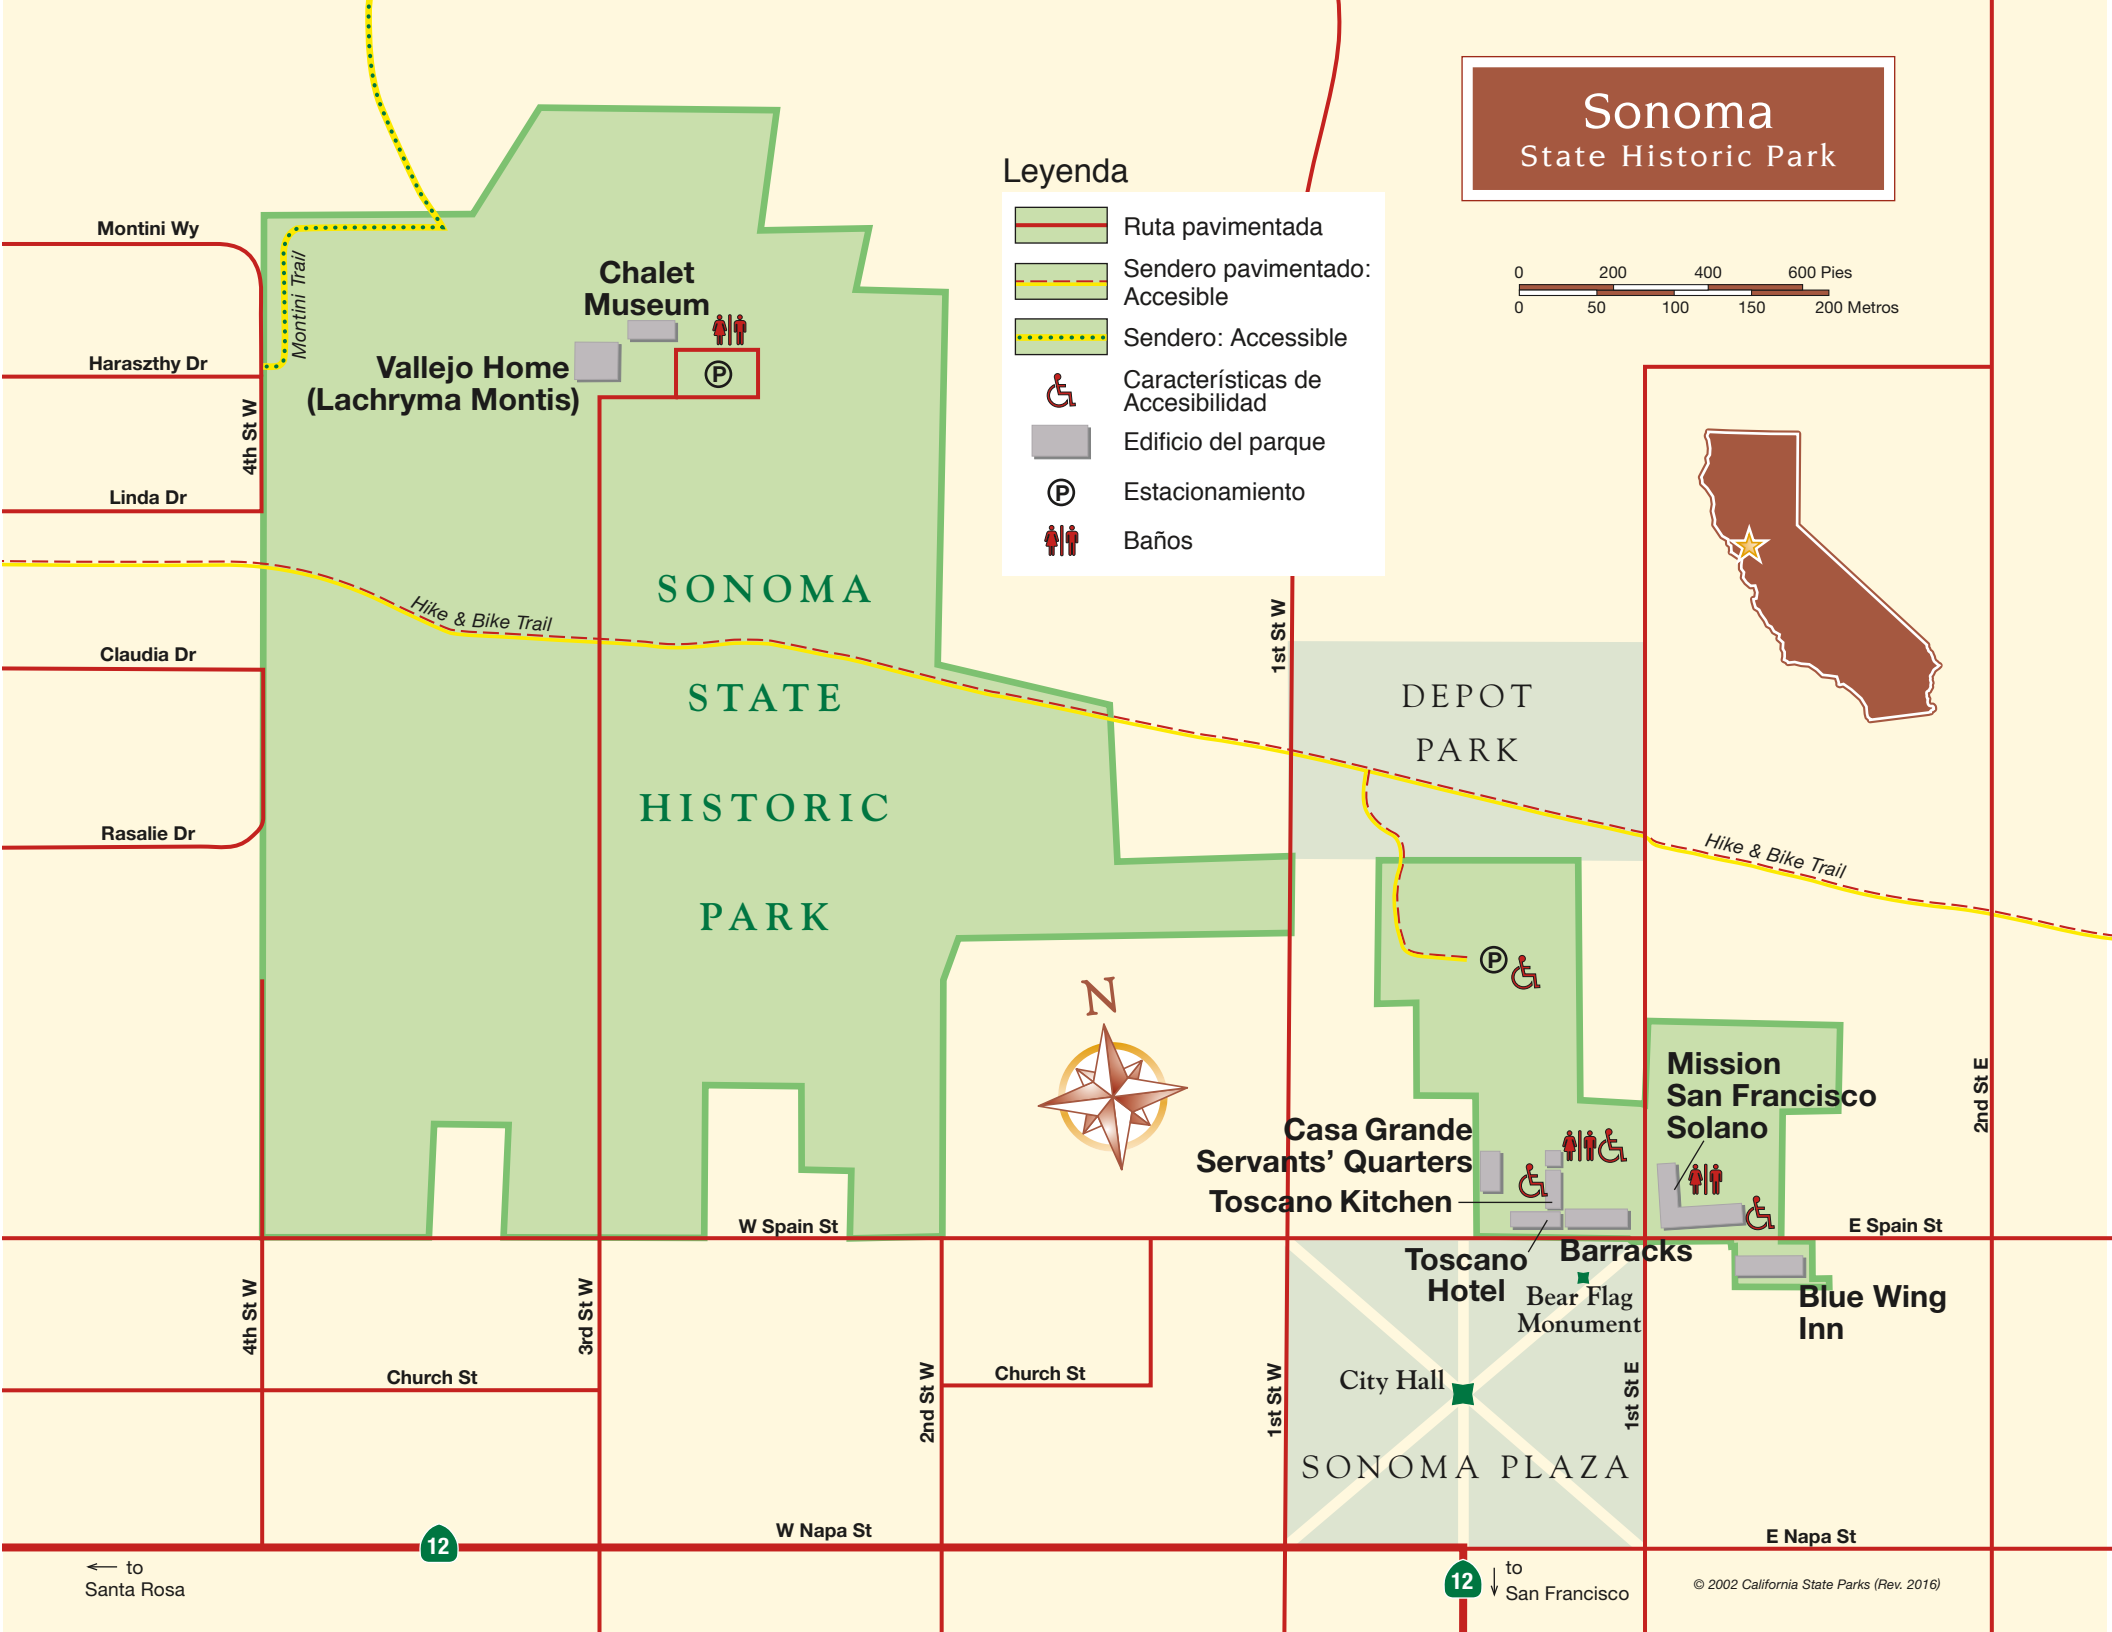 Sonoma
State Historic Park
Leyenda
Ruta pavimentada
Sendero pavimentado:
Accesible
Sendero: Accessible
Características de
Accesibilidad
Edificio del parque
P
Estacionamiento
Baños
0 200 400 600 Pies
0 50 100 150 200 Metros
Montini Wy
Montini Trail
Haraszthy Dr
4th St W
Linda Dr
Chalet
Museum
Vallejo Home
(Lachryma Montis)
P
Hike & Bike Trail
Claudia Dr
Rasalie Dr
SONOMA
STATE
HISTORIC
PARK
1st St W
DEPOT
PARK
Hike & Bike Trail
P
N
2nd St E
Mission
San Francisco
Solano
Casa Grande
Servants’ Quarters
Toscano Kitchen
W Spain St
E Spain St
Toscano
Hotel
Barracks
Bear Flag
Monument
Blue Wing
Inn
4th St W
3rd St W
Church St
2nd St W
Church St
1st St W
City Hall
1st St E
SONOMA PLAZA
W Napa St
E Napa St
12
12
to
Santa Rosa
to
San Francisco
© 2002 California State Parks (Rev. 2016)